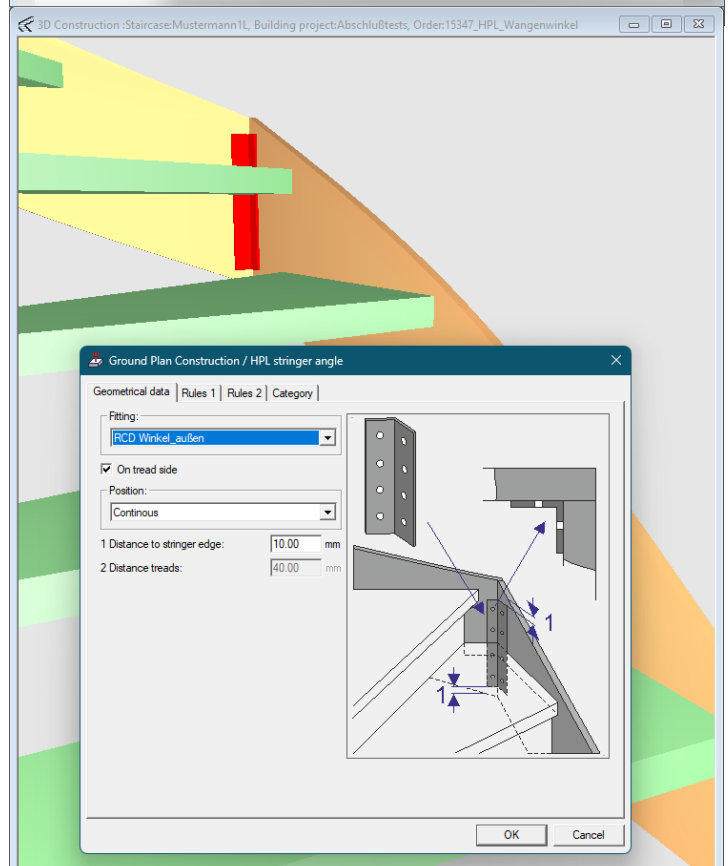 3D Construction :Staircase:Mustermann1L, Building project:Abschlußtests, Order:15347_HPL_Wangenwinkel
Ground Plan Construction / HPL stringer angle
Geometrical data Rules 1 Rules 2 Category
Fitting:
RCD Winkel_außen
On tread side
Position:
Continous
1 Distance to stringer edge: 10.00 mm
2 Distance treads: 40.00 mm
1
1
OK Cancel